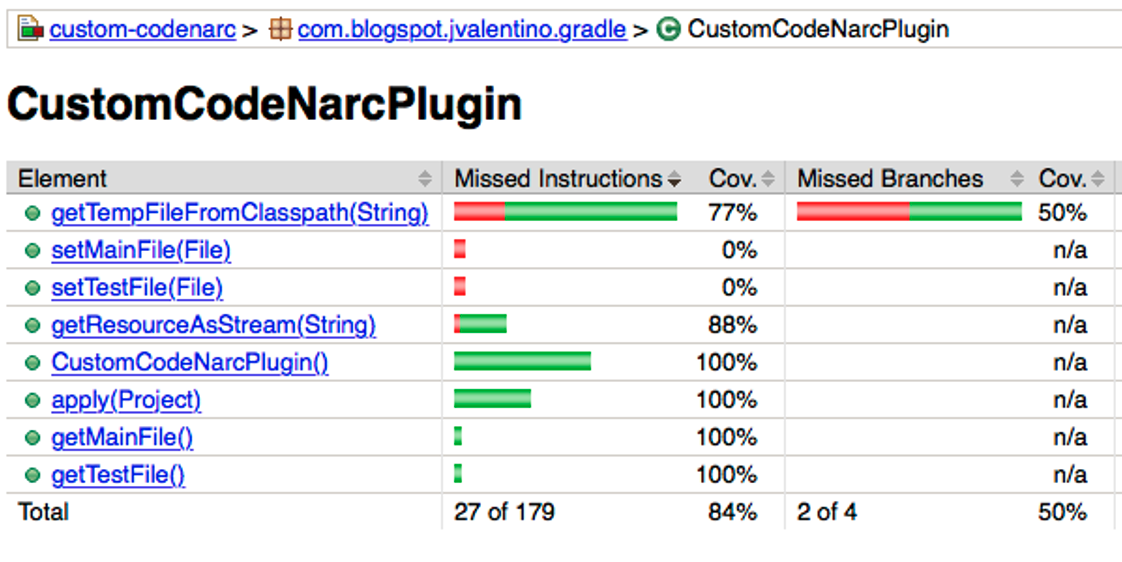 custom-codenarc > com.blogspot.jvalentino.gradle > CustomCodeNarcPlugin
CustomCodeNarcPlugin
Element Missed Instructions Cov. Missed Branches Cov.
getTempFileFromClasspath(String) 77% 50%
setMainFile(File) 0% n/a
setTestFile(File) 0% n/a
getResourceAsStream(String) 88% n/a
CustomCodeNarcPlugin() 100% n/a
apply(Project) 100% n/a
getMainFile() 100% n/a
getTestFile() 100% n/a
Total 27 of 179 84% 2 of 4 50%